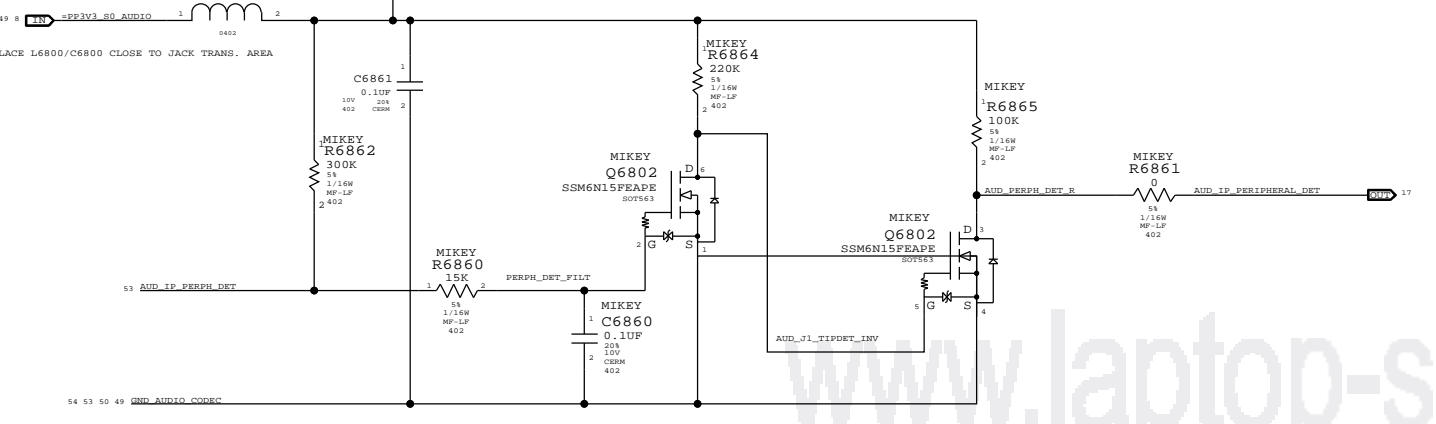 49 8 IN =PP3V3_S0_AUDIO 1 2
0402
LACE L6800/C6800 CLOSE TO JACK TRANS. AREA
MIKEY
R6862
300K
5%
1/16W
MF-LF
402
1
2
C6861
0.1UF
10V 20%
402 CERM
1
2
MIKEY
R6864
220K
5%
1/16W
MF-LF
402
1
2
MIKEY
R6865
100K
5%
1/16W
MF-LF
402
1
2
MIKEY
Q6802
SSM6N15FEAPE
SOT563
D 6
2 G S
1
MIKEY
R6861
0
5%
1/16W
MF-LF
402
AUD_PERPH_DET_R
AUD_IP_PERIPHERAL_DET
OUT 17
MIKEY
Q6802
SSM6N15FEAPE
SOT563
D 3
5 G S
4
53 AUD_IP_PERPH_DET
MIKEY
R6860
15K
1 2
5%
1/16W
MF-LF
402
PERPH_DET_FILT
MIKEY
C6860
0.1UF
20%
10V
CERM
402
1
2
AUD_J1_TIPDET_INV
54 53 50 49 GND_AUDIO_CODEC
www.laptop-s